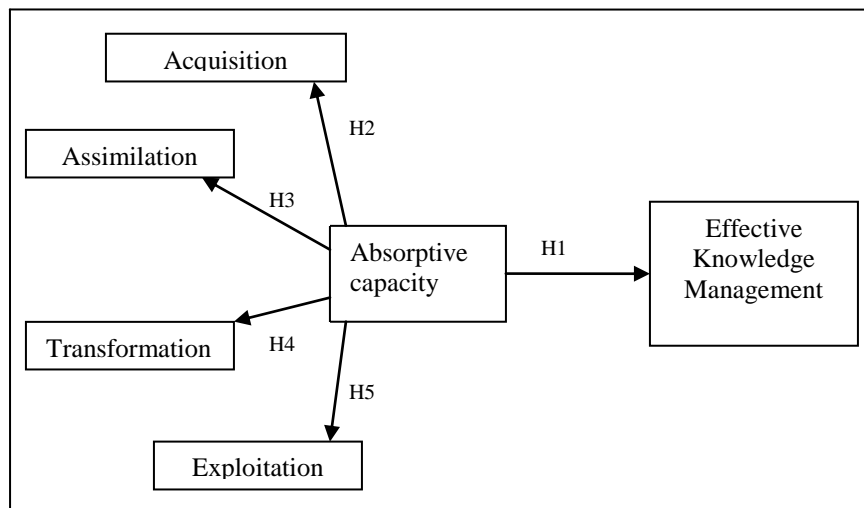 Acquisition
H2
Assimilation
H3
Absorptive
capacity
H1
Effective
Knowledge
Management
Transformation
H4
H5
Exploitation